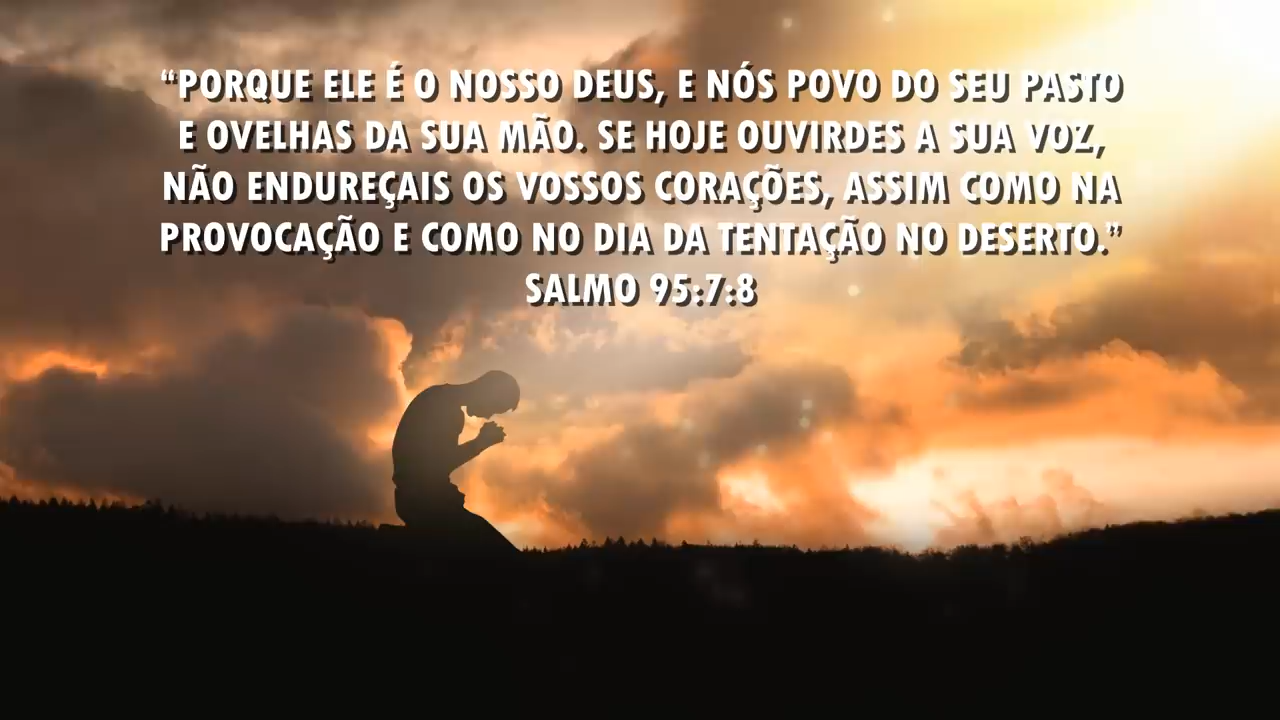 “PORQUE ELE É O NOSSO DEUS, E NÓS POVO DO SEU PASTO
E OVELHAS DA SUA MÃO. SE HOJE OUVIRDES A SUA VOZ,
NÃO ENDUREÇAIS OS VOSSOS CORAÇÕES, ASSIM COMO NA
PROVOCAÇÃO E COMO NO DIA DA TENTAÇÃO NO DESERTO.”
SALMO 95:7:8